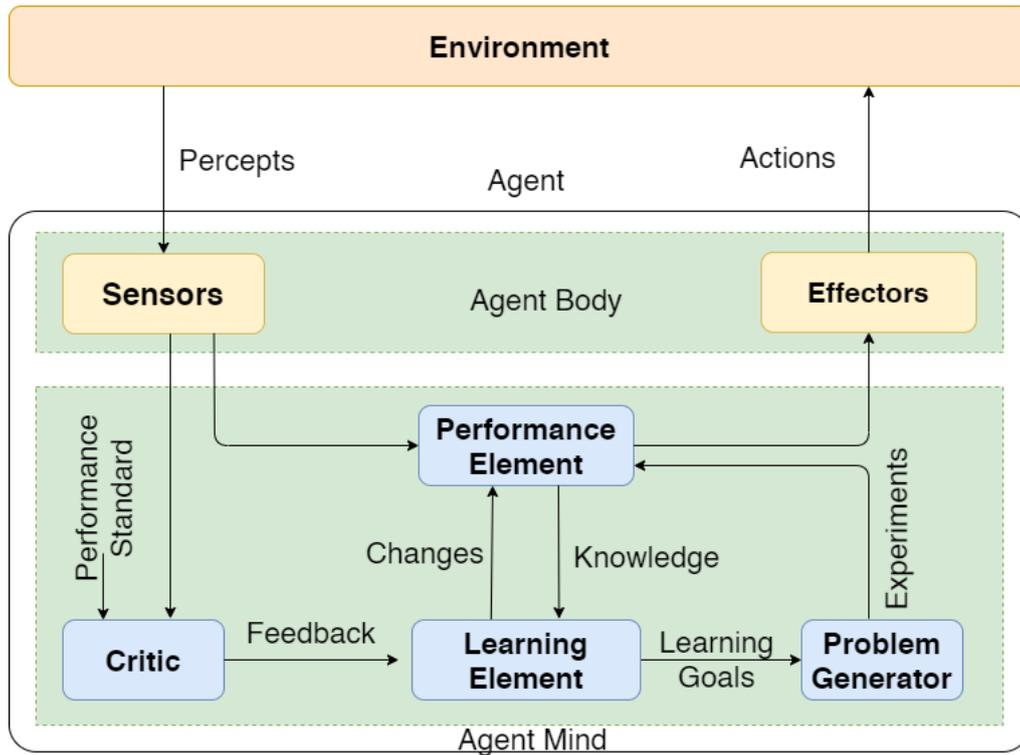 Environment
Percepts
Actions
Agent
Sensors
Agent Body
Effectors
Performance
Standard
Performance
Element
Changes
Knowledge
Experiments
Critic
Feedback
Learning
Element
Learning
Goals
Problem
Generator
Agent Mind